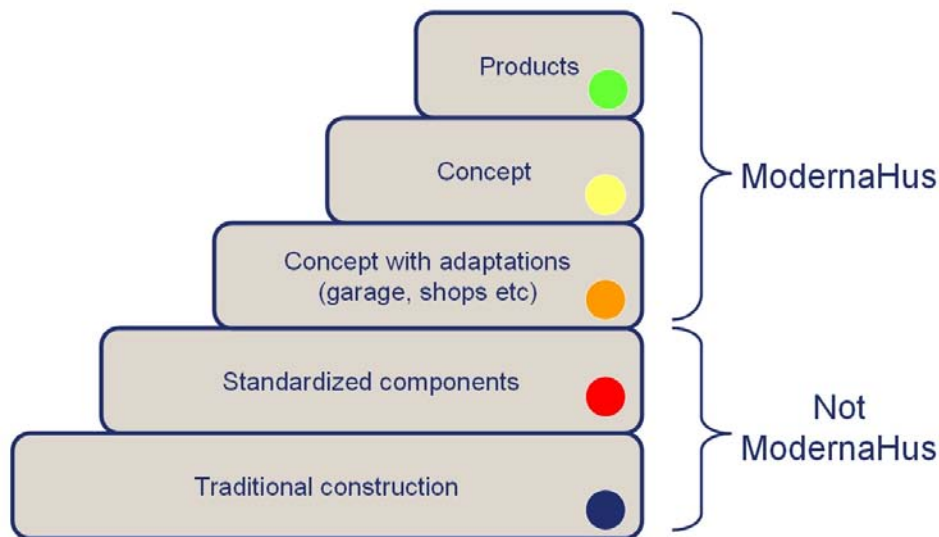 Products
Concept
Concept with adaptations
(garage, shops etc)
Standardized components
Traditional construction
ModernaHus
Not
ModernaHus